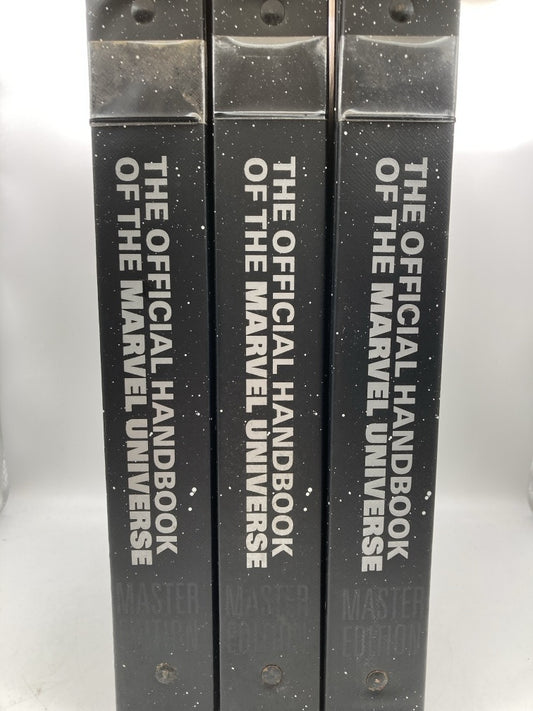 THE OFFICIAL HANDBOOK
OF THE MARVEL UNIVERSE
MASTER
EDITION
THE OFFICIAL HANDBOOK
OF THE MARVEL UNIVERSE
MASTER
EDITION
THE OFFICIAL HANDBOOK
OF THE MARVEL UNIVERSE
MASTER
EDITION